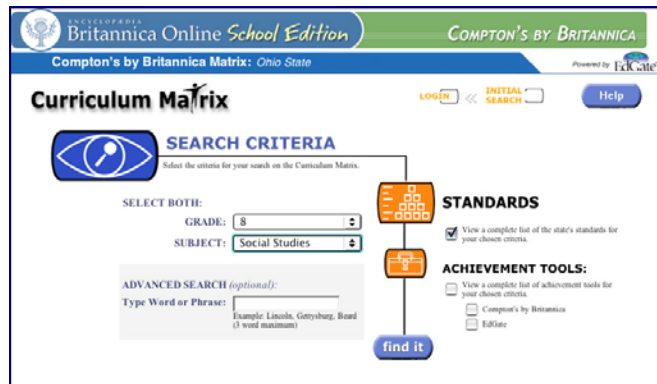 ENCYCLOPÆDIA
Britannica Online School Edition
COMPTON'S BY BRITANNICA
Compton's by Britannica Matrix: Ohio State
Powered by EdGate
Curriculum Matrix
LOGIN
INITIAL
SEARCH
Help
SEARCH CRITERIA
Select the criteria for your search on the Curriculum Matrix.
SELECT BOTH:
GRADE: 8
SUBJECT: Social Studies
ADVANCED SEARCH (optional):
Type Word or Phrase:
Example: Lincoln, Gettysburg, Beard
(3 word maximum)
STANDARDS
View a complete list of the state's standards for
your chosen criteria.
ACHIEVEMENT TOOLS:
View a complete list of achievement tools for
your chosen criteria.
Compton's by Britannica
EdGate
find it